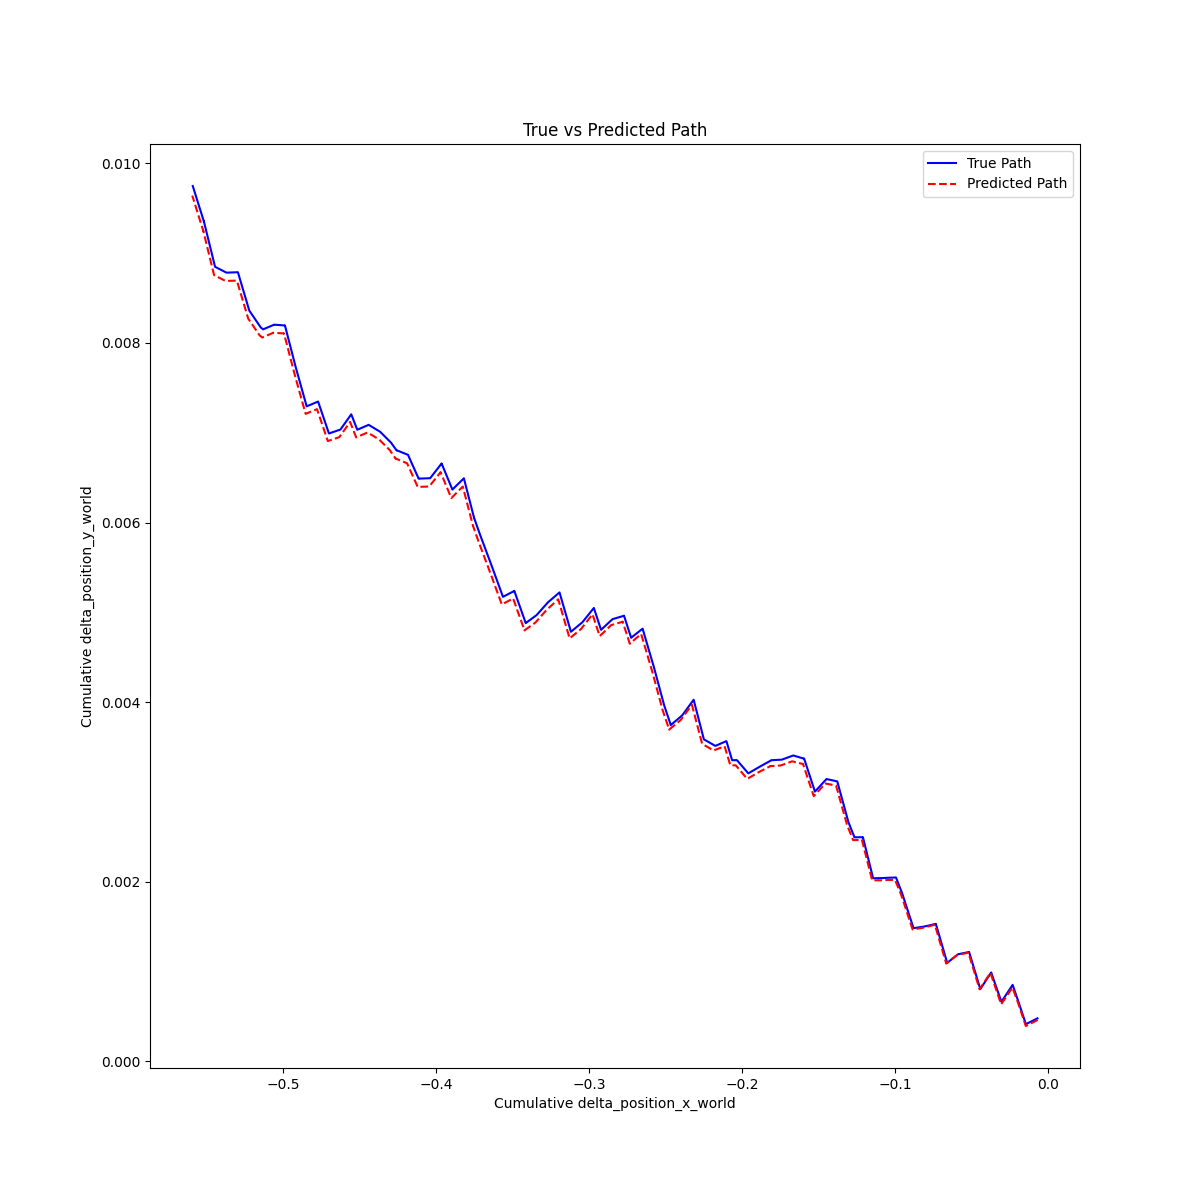 True vs Predicted Path
True Path
Predicted Path
0.010
0.008
0.006
0.004
0.002
0.000
Cumulative delta_position_y_world
−0.5
−0.4
−0.3
−0.2
−0.1
0.0
Cumulative delta_position_x_world